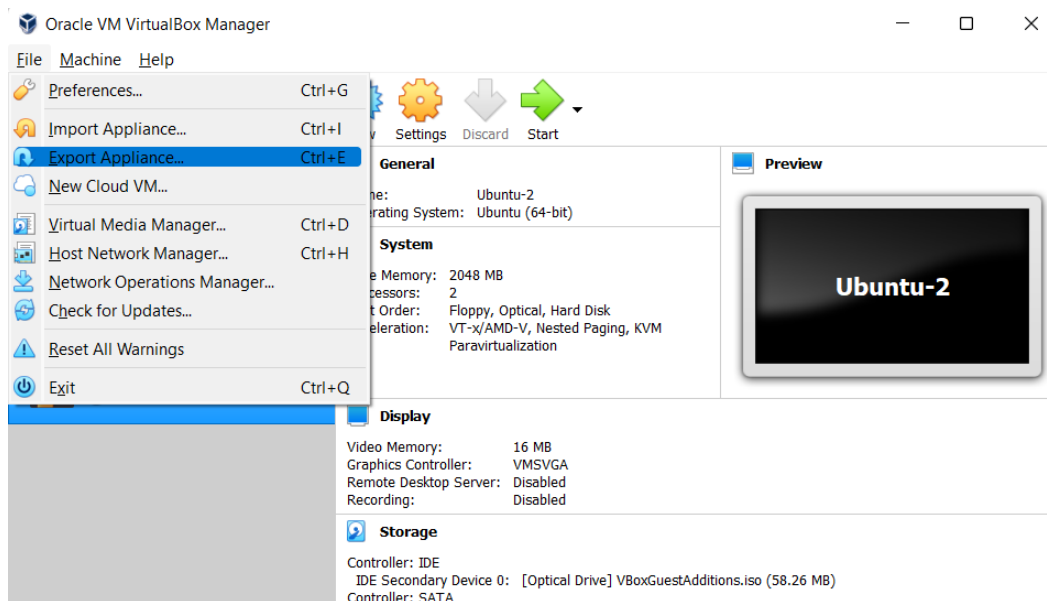 Oracle VM VirtualBox Manager
File Machine Help
Preferences... Ctrl+G
Import Appliance... Ctrl+I
Export Appliance... Ctrl+E
New Cloud VM...
Virtual Media Manager... Ctrl+D
Host Network Manager... Ctrl+H
Network Operations Manager...
Check for Updates...
Reset All Warnings
Exit Ctrl+Q
Settings Discard Start
General
Ubuntu-2
System: Ubuntu (64-bit)
System
Memory: 2048 MB
2
Order: Floppy, Optical, Hard Disk
VT-x/AMD-V, Nested Paging, KVM
Paravirtualization
Preview
Ubuntu-2
Display
Video Memory: 16 MB
Graphics Controller: VMSVGA
Remote Desktop Server: Disabled
Recording: Disabled
Storage
Controller: IDE
IDE Secondary Device 0: [Optical Drive] VBoxGuestAdditions.iso (58.26 MB)
Controller: SATA